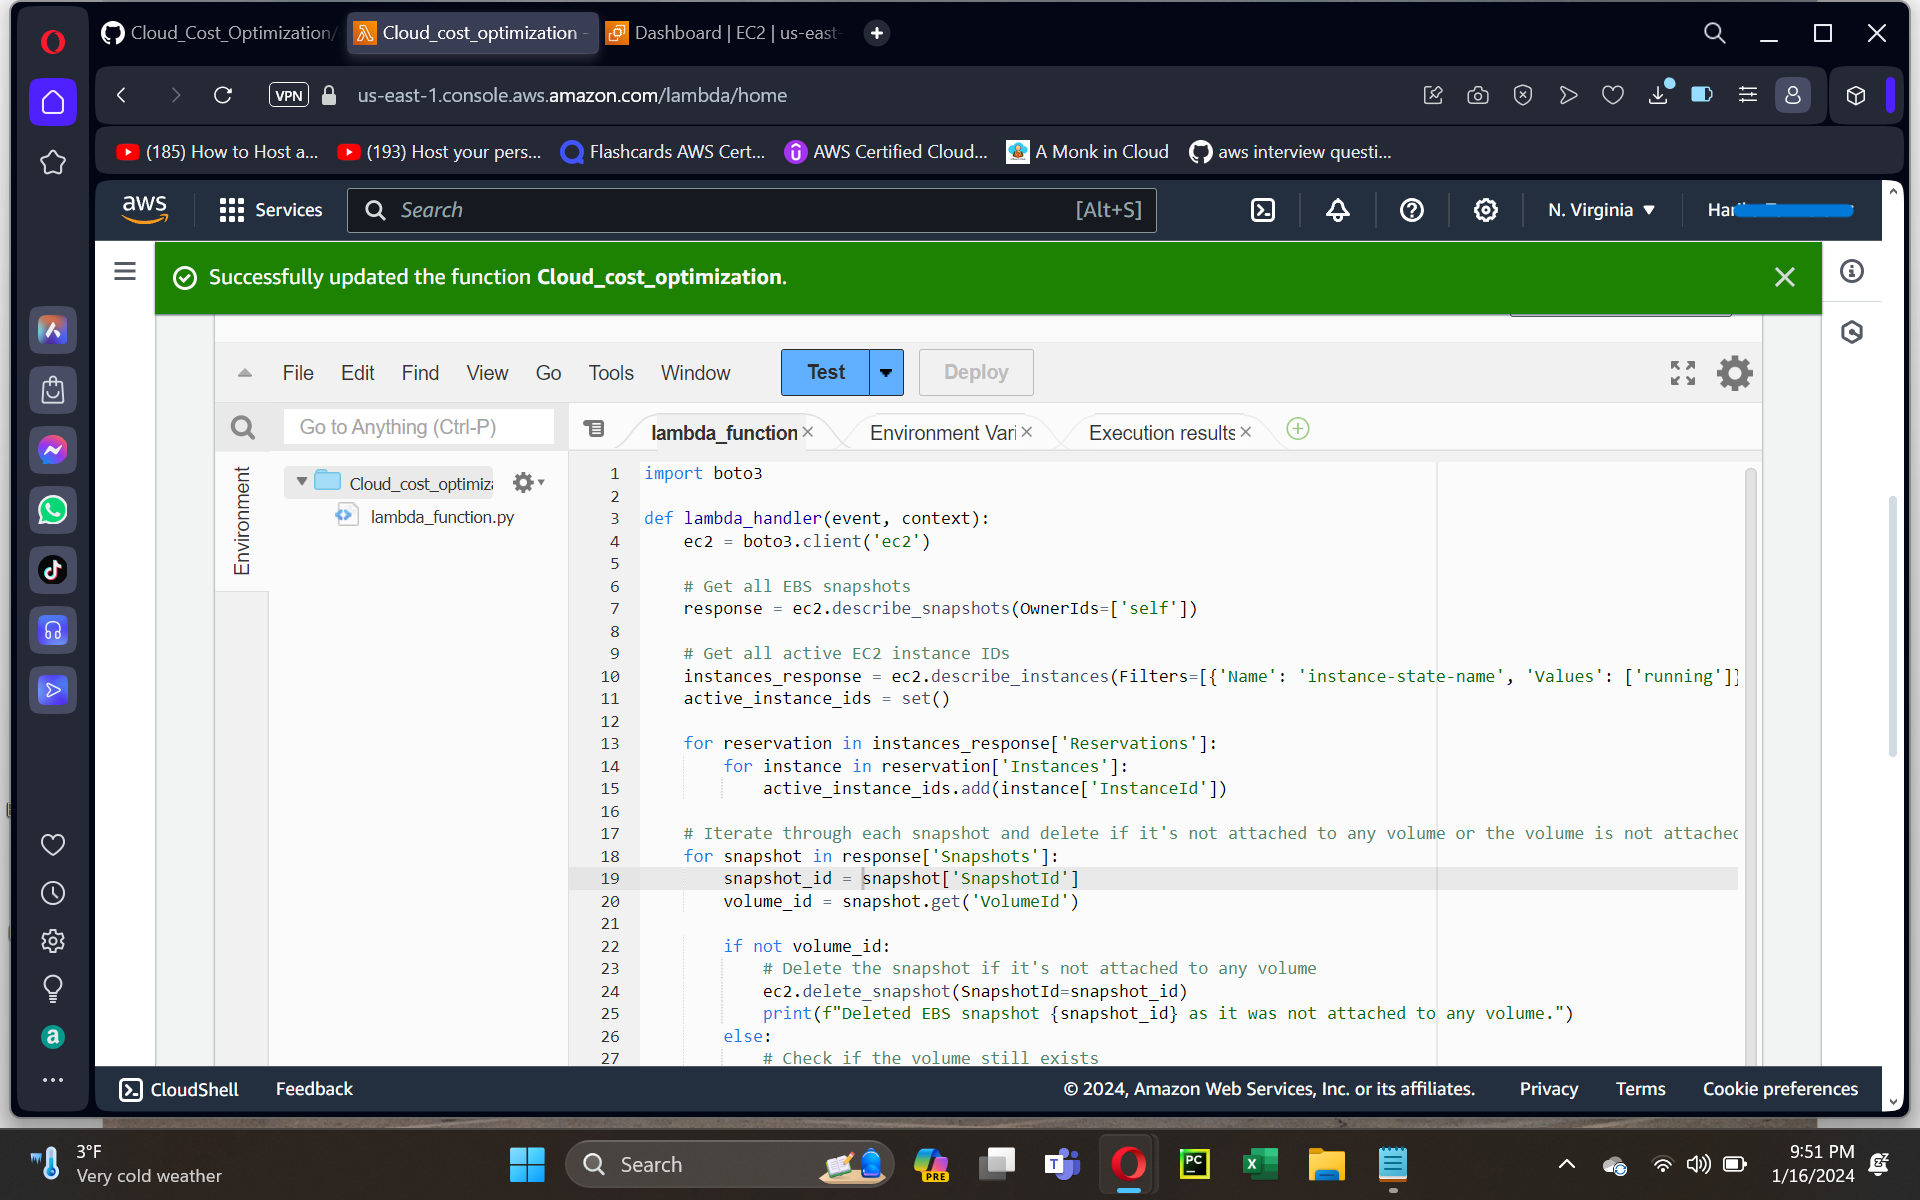 Cloud_Cost_Optimization/
Cloud_cost_optimization -
Dashboard | EC2 | us-east-
VPN
us-east-1.console.aws.amazon.com/lambda/home
(185) How to Host a...
(193) Host your pers...
Flashcards AWS Cert...
AWS Certified Cloud...
A Monk in Cloud
aws interview questi...
aws
Services
Search
[Alt+S]
N. Virginia
Successfully updated the function Cloud_cost_optimization.
File
Edit
Find
View
Go
Tools
Window
Test
Deploy
Go to Anything (Ctrl-P)
lambda_function
Environment Vari
Execution results
Environment
Cloud_cost_optimiz
lambda_function.py
1 import boto3
2
3 def lambda_handler(event, context):
4 ec2 = boto3.client('ec2')
5
6 # Get all EBS snapshots
7 response = ec2.describe_snapshots(OwnerIds=['self'])
8
9 # Get all active EC2 instance IDs
10 instances_response = ec2.describe_instances(Filters=[{'Name': 'instance-state-name', 'Values': ['running']}
11 active_instance_ids = set()
12
13 for reservation in instances_response['Reservations']:
14 for instance in reservation['Instances']:
15 active_instance_ids.add(instance['InstanceId'])
16
17 # Iterate through each snapshot and delete if it's not attached to any volume or the volume is not attached
18 for snapshot in response['Snapshots']:
19 snapshot_id = snapshot['SnapshotId']
20 volume_id = snapshot.get('VolumeId')
21
22 if not volume_id:
23 # Delete the snapshot if it's not attached to any volume
24 ec2.delete_snapshot(SnapshotId=snapshot_id)
25 print(f"Deleted EBS snapshot {snapshot_id} as it was not attached to any volume.")
26 else:
27 # Check if the volume still exists
CloudShell
Feedback
© 2024, Amazon Web Services, Inc. or its affiliates.
Privacy
Terms
Cookie preferences
3°F
Very cold weather
Search
PRE
PC
9:51 PM
1/16/2024